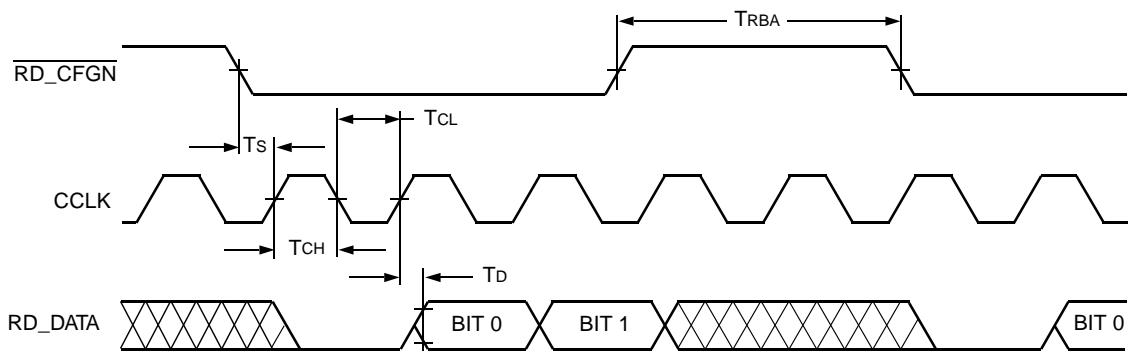 TRBA
RD_CFGN
TCL
TS
CCLK
TCH
TD
RD_DATA
BIT 0
BIT 1
BIT 0